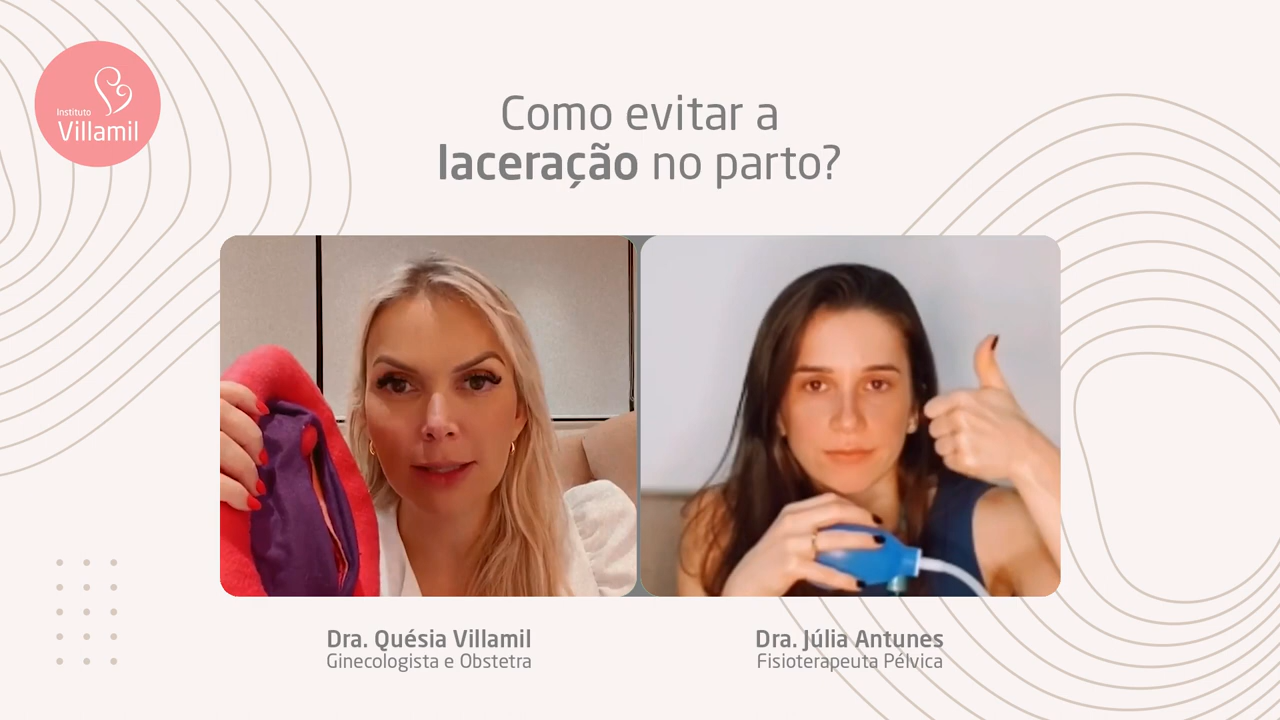 Instituto
Villamil
Como evitar a
laceração no parto?
Dra. Quésia Villamil
Ginecologista e Obstetra
Dra. Júlia Antunes
Fisioterapeuta Pélvica